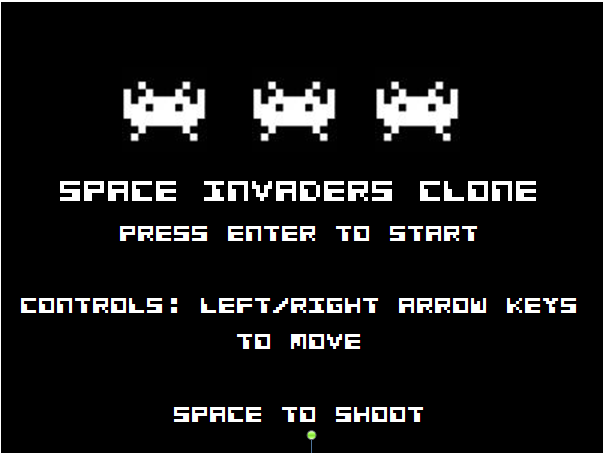 SPACE INVADERS CLONE
PRESS ENTER TO START
CONTROLS: LEFT/RIGHT ARROW KEYS
TO MOVE
SPACE TO SHOOT